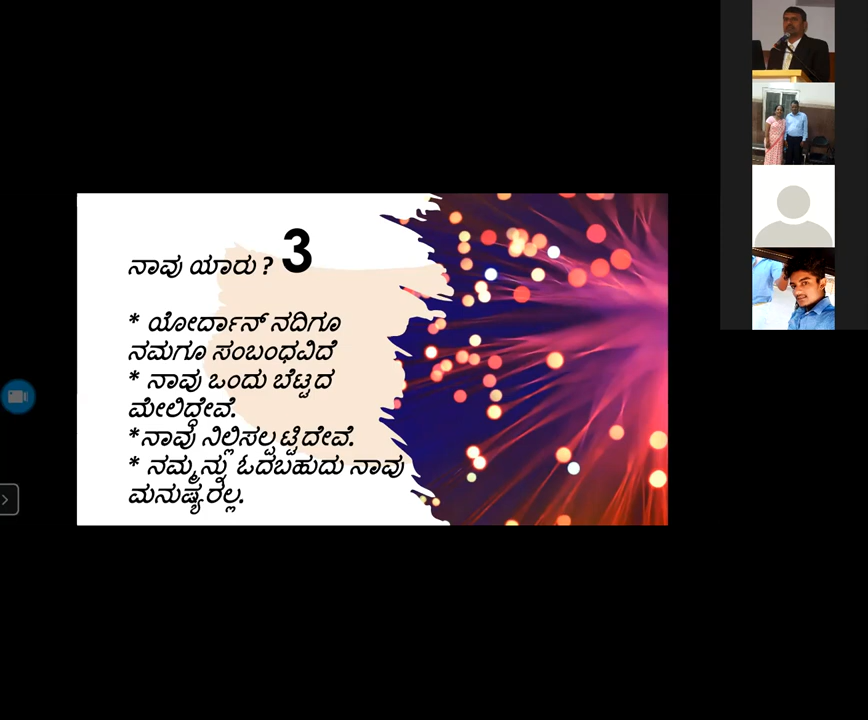 ನಾವು ಯಾರು ? 3
* ಯೋರ್ದಾನ್ ನದಿಗೂ
ನಮಗೂ ಸಂಬಂಧವಿದೆ
* ನಾವು ಒಂದು ಬೆಟ್ಟದ
ಮೇಲಿದ್ದೇವೆ.
*ನಾವು ನಿಲ್ಲಿಸಲ್ಪಟ್ಟಿದೇವೆ.
* ನಮ್ಮನ್ನು ಓದಬಹುದು ನಾವು
ಮನುಷ್ಯರಲ್ಲ.